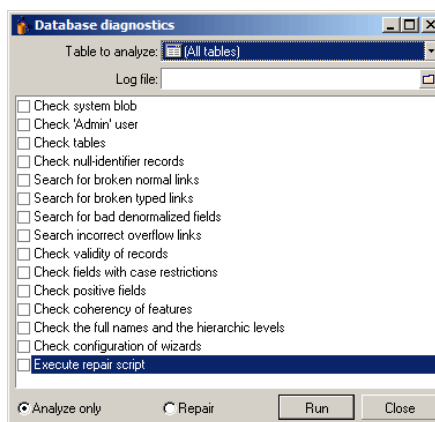 Database diagnostics
Table to analyze: (All tables)
Log file:
Check system blob
Check 'Admin' user
Check tables
Check null-identifier records
Search for broken normal links
Search for broken typed links
Search for bad denormalized fields
Search incorrect overflow links
Check validity of records
Check fields with case restrictions
Check positive fields
Check coherency of features
Check the full names and the hierarchic levels
Check configuration of wizards
Execute repair script
Analyze only Repair Run Close